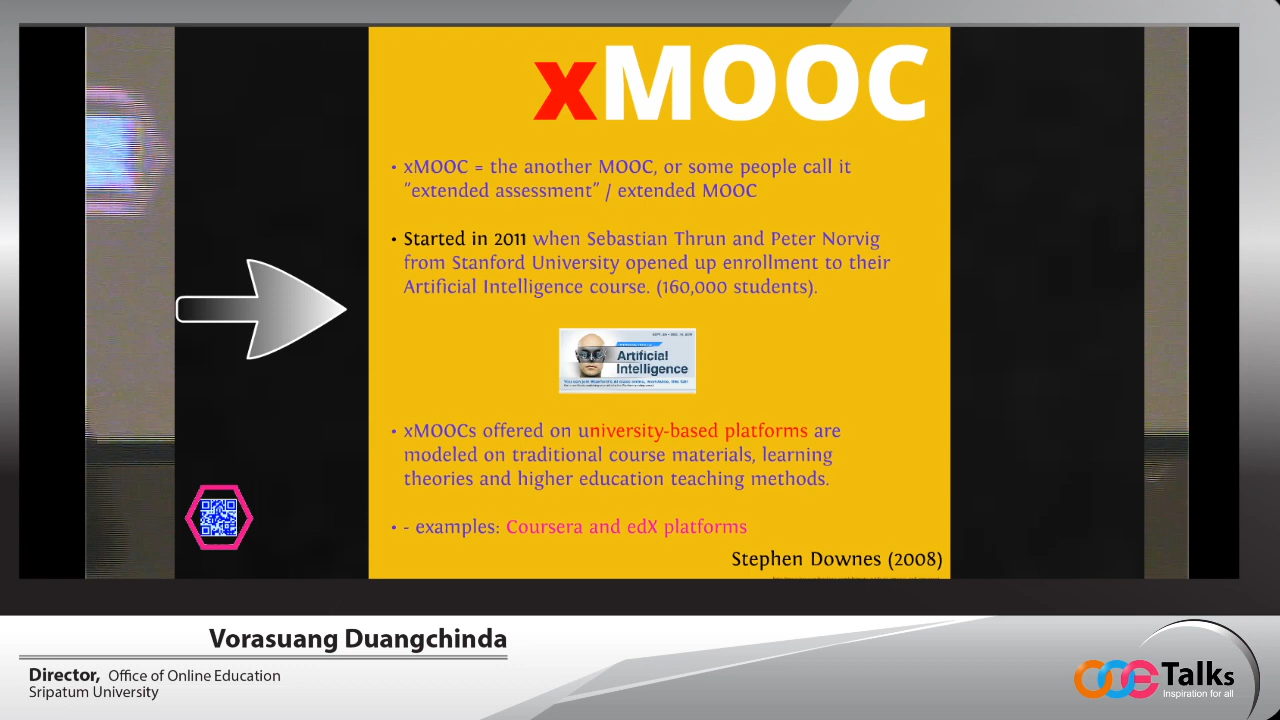 xMOOC
• xMOOC = the another MOOC, or some people call it
"extended assessment" / extended MOOC
• Started in 2011 when Sebastian Thrun and Peter Norvig
from Stanford University opened up enrollment to their
Artificial Intelligence course. (160,000 students).
Artificial
Intelligence
• xMOOCs offered on university-based platforms are
modeled on traditional course materials, learning
theories and higher education teaching methods.
• - examples: Coursera and edX platforms
Stephen Downes (2008)
Vorasuang Duangchinda
Director, Office of Online Education
Sripatum University
Talks
Inspiration for all